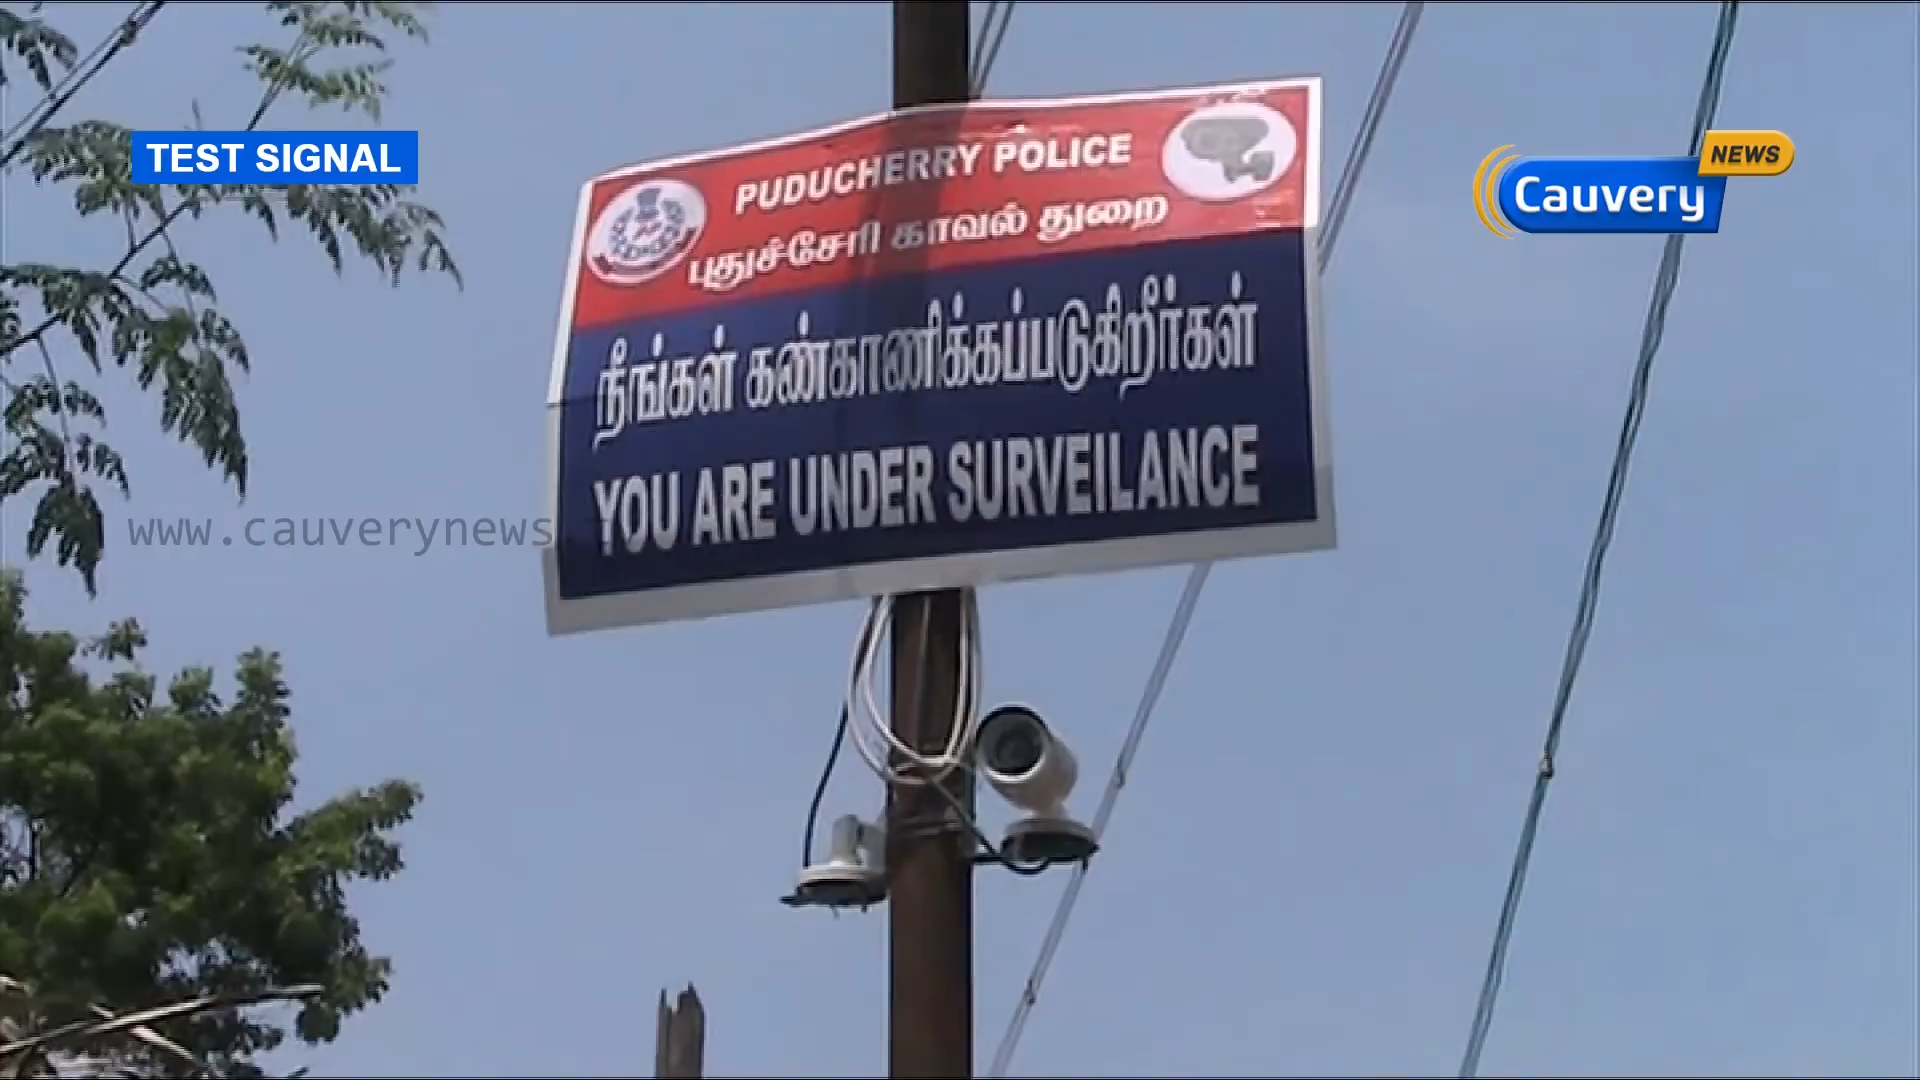 TEST SIGNAL
NEWS
Cauvery
PUDUCHERRY POLICE
புதுச்சேரி காவல் துறை
நீங்கள் கண்காணிக்கப்படுகிறீர்கள்
YOU ARE UNDER SURVEILANCE
www.cauverynews